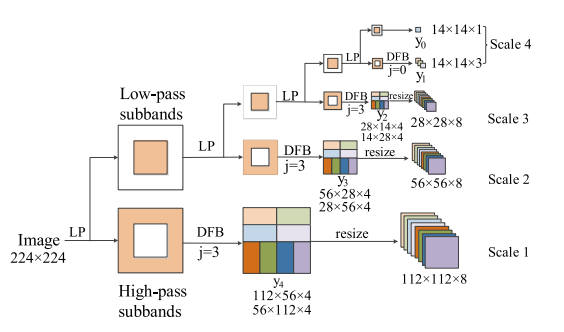 14×14×1
y0
Scale 4
LP
DFB
j=0
y1
14×14×3
Low-pass
subbands
LP
DFB
j=3
y2
resize
28×14×4
14×28×4
28×28×8
Scale 3
LP
DFB
j=3
y3
resize
56×28×4
28×56×4
56×56×8
Scale 2
Image
224×224
LP
DFB
j=3
resize
Scale 1
y4
112×56×4
56×112×4
112×112×8
High-pass
subbands